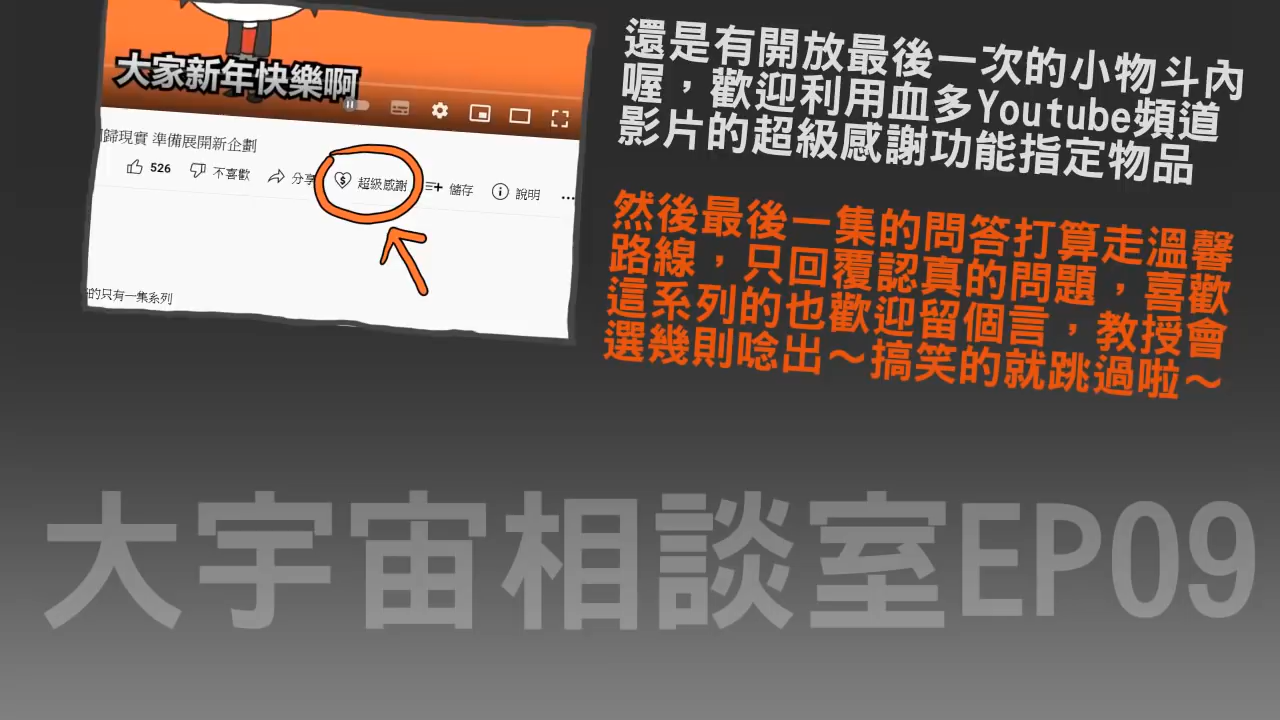 大家新年快樂啊
歸現實 準備展開新企劃
526 不喜歡 分享 超級感謝 儲存 說明 ...
的只有一集系列
還是有開放最後一次的小物斗內
喔，歡迎利用血多Youtube頻道
影片的超級感謝功能指定物品
然後最後一集的問答打算走溫馨
路線，只回覆認真的問題，喜歡
這系列的也歡迎留個言，教授會
選幾則唸出～搞笑的就跳過啦～
大宇宙相談室EP09